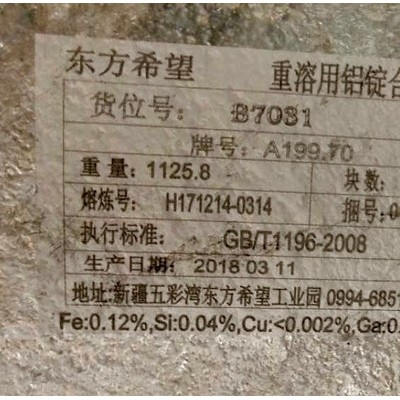 东方希望 重溶用铝锭合
货位号: B7031
牌号: A199.70
重量: 1125.8 块数:
熔炼号: H171214-0314 捆号:0
执行标准: GB/T1196-2008
生产日期: 2018 03 11
地址:新疆五彩湾东方希望工业园 0994-6851
Fe:0.12%,Si:0.04%,Cu:<0.002%,Ga:0.